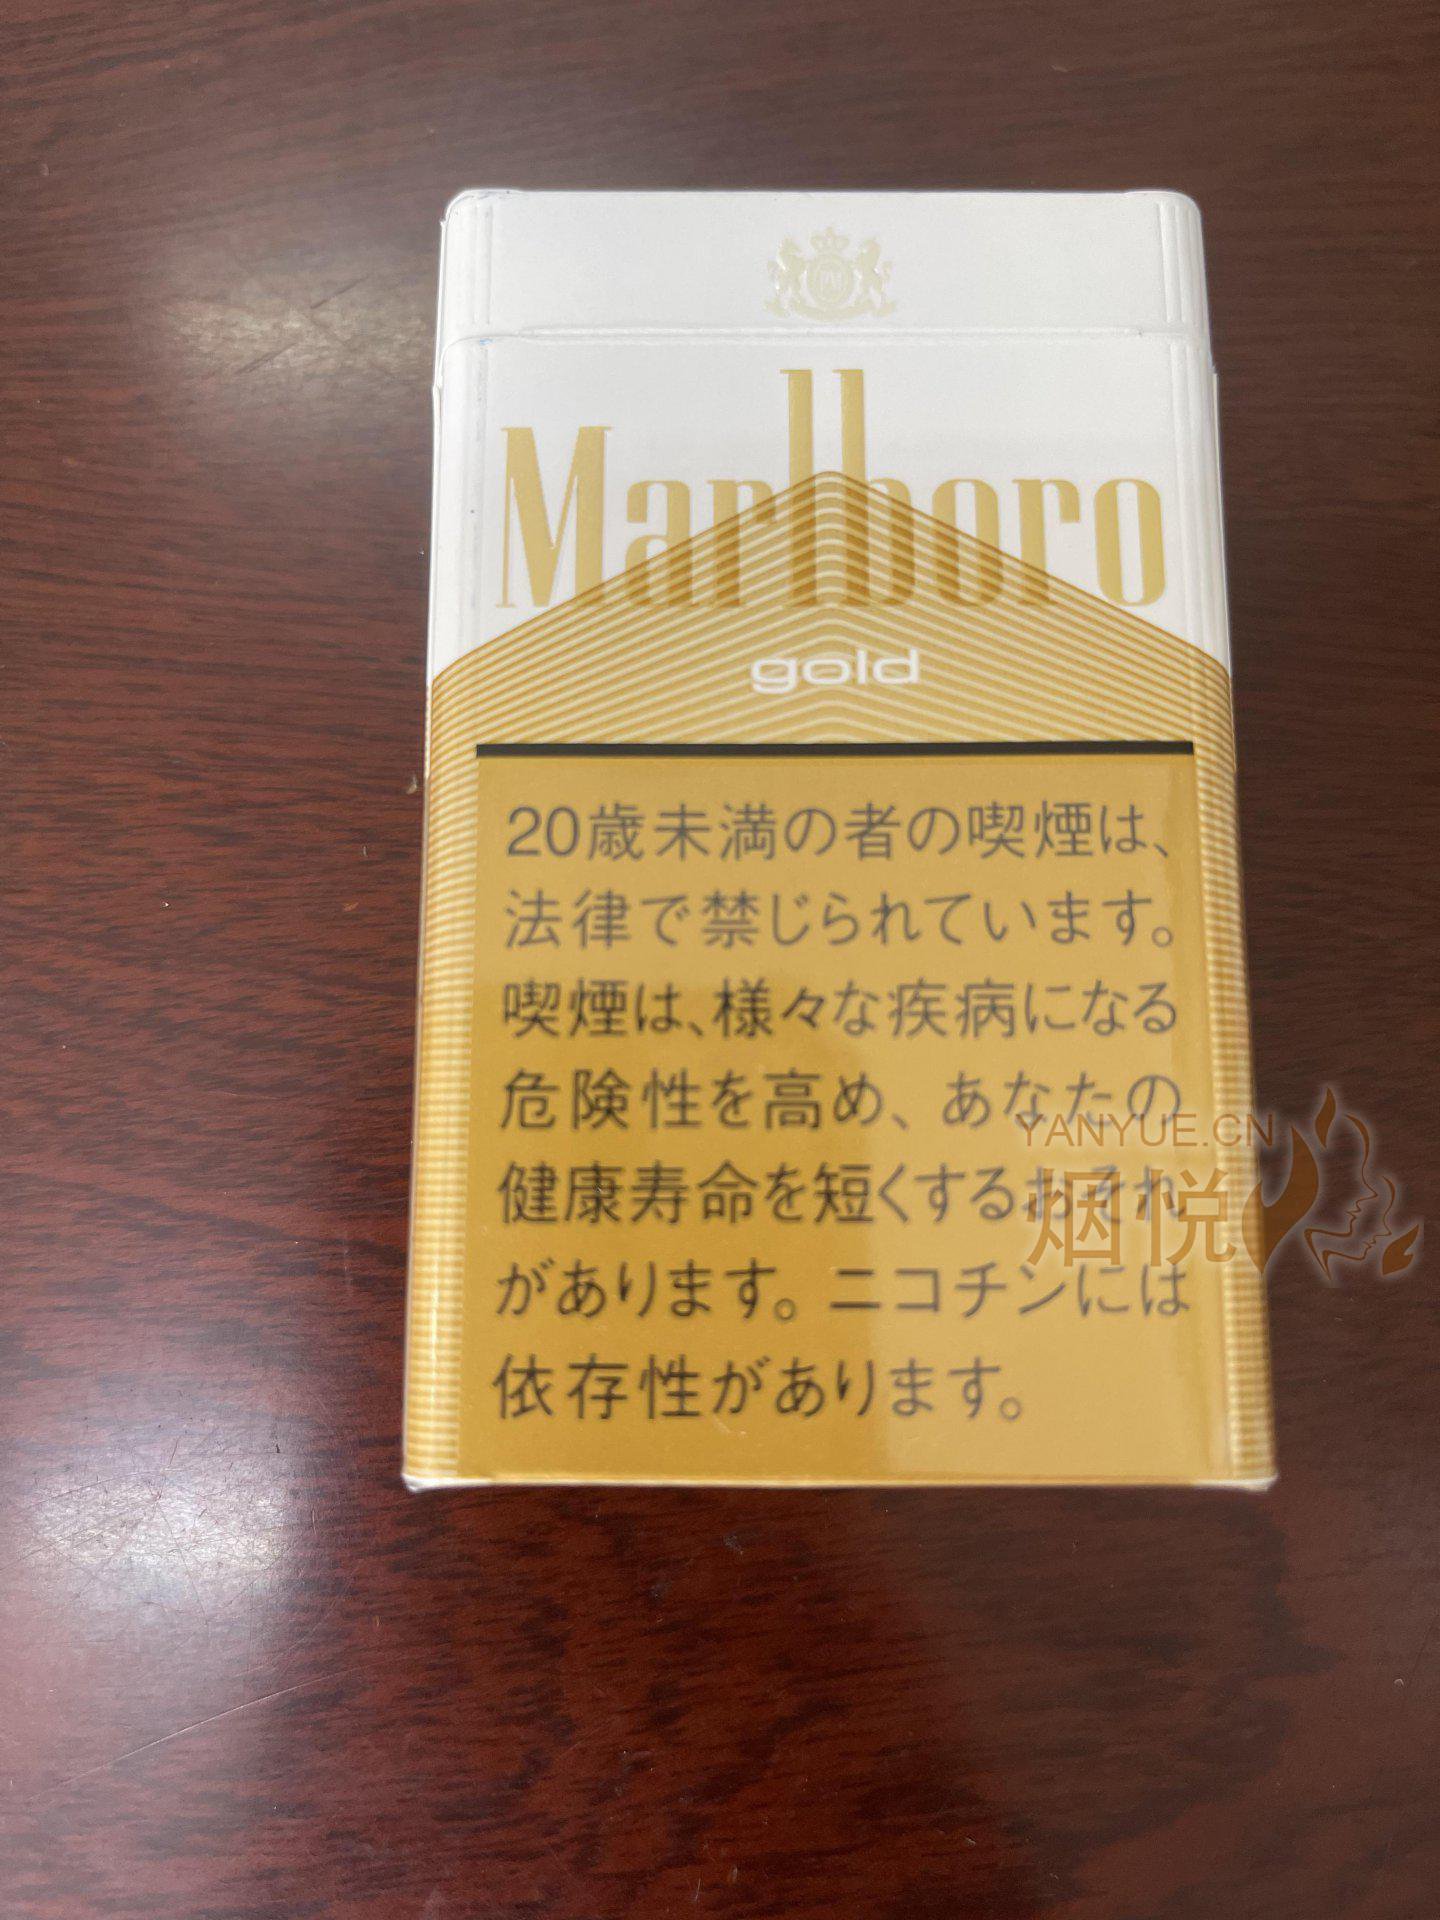 PM
Marlboro
gold
20歳未満の者の喫煙は、
法律で禁じられています。
喫煙は、様々な疾病になる
危険性を高め、あなたの
健康寿命を短くするおそれ
があります。ニコチンには
依存性があります。
YANYUE.CN
烟悦